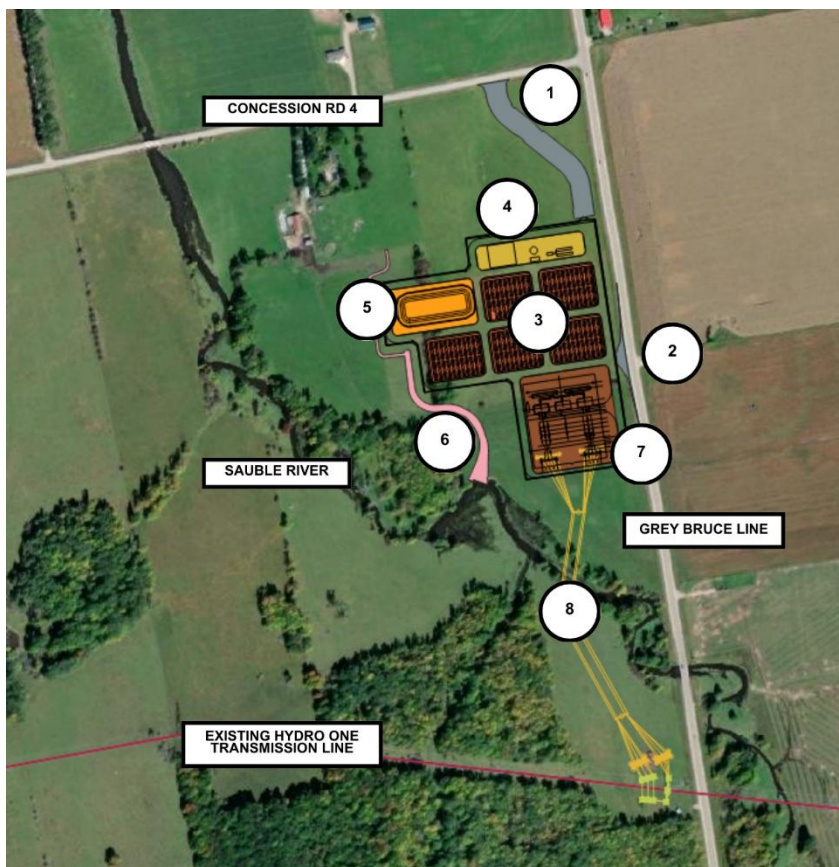 1
CONCESSION RD 4
4
5
3
2
6
7
SAUBLE RIVER
GREY BRUCE LINE
8
EXISTING HYDRO ONE
TRANSMISSION LINE